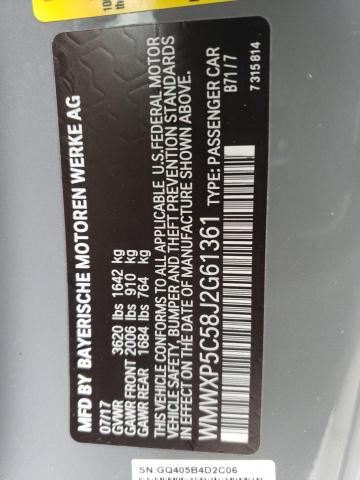 MFD BY BAYERISCHE MOTOREN WERKE AG
07/17
GVWR 3620 lbs 1642 kg
GAWR FRONT 2006 lbs 910 kg
GAWR REAR 1684 lbs 764 kg
THIS VEHICLE CONFORMS TO ALL APPLICABLE U.S.FEDERAL MOTOR
VEHICLE SAFETY, BUMPER AND THEFT PREVENTION STANDARDS
IN EFFECT ON THE DATE OF MANUFACTURE SHOWN ABOVE.
WMWXP5C58J2G61361 TYPE: PASSENGER CAR
B71/7
7 315 814
SN:GQ405B4D2C06